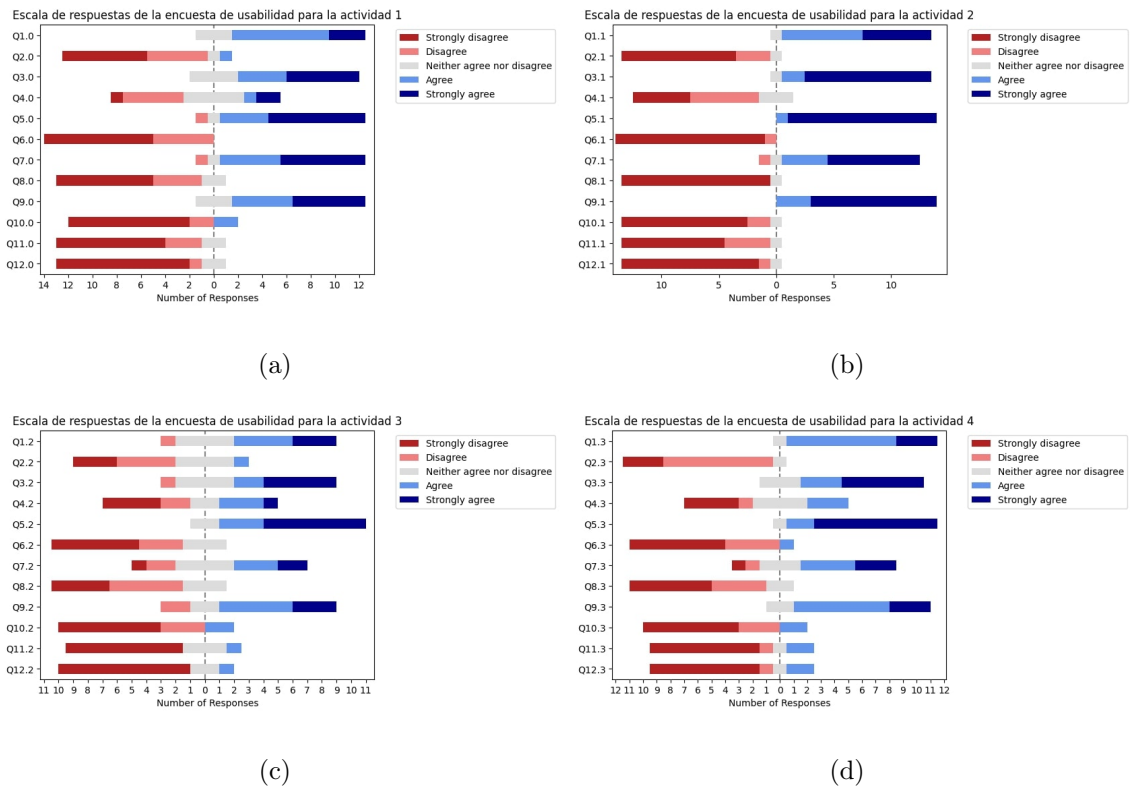 Escala de respuestas de la encuesta de usabilidad para la actividad 1
Q1.0
Q2.0
Q3.0
Q4.0
Q5.0
Q6.0
Q7.0
Q8.0
Q9.0
Q10.0
Q11.0
Q12.0
14 12 10 8 6 4 2 0 2 4 6 8 10 12
Number of Responses
Strongly disagree
Disagree
Neither agree nor disagree
Agree
Strongly agree
(a)
Escala de respuestas de la encuesta de usabilidad para la actividad 2
Q1.1
Q2.1
Q3.1
Q4.1
Q5.1
Q6.1
Q7.1
Q8.1
Q9.1
Q10.1
Q11.1
Q12.1
10 5 0 5 10
Number of Responses
Strongly disagree
Disagree
Neither agree nor disagree
Agree
Strongly agree
(b)
Escala de respuestas de la encuesta de usabilidad para la actividad 3
Q1.2
Q2.2
Q3.2
Q4.2
Q5.2
Q6.2
Q7.2
Q8.2
Q9.2
Q10.2
Q11.2
Q12.2
11 10 9 8 7 6 5 4 3 2 1 0 1 2 3 4 5 6 7 8 9 10 11
Number of Responses
Strongly disagree
Disagree
Neither agree nor disagree
Agree
Strongly agree
(c)
Escala de respuestas de la encuesta de usabilidad para la actividad 4
Q1.3
Q2.3
Q3.3
Q4.3
Q5.3
Q6.3
Q7.3
Q8.3
Q9.3
Q10.3
Q11.3
Q12.3
12 11 10 9 8 7 6 5 4 3 2 1 0 1 2 3 4 5 6 7 8 9 10 11 12
Number of Responses
Strongly disagree
Disagree
Neither agree nor disagree
Agree
Strongly agree
(d)